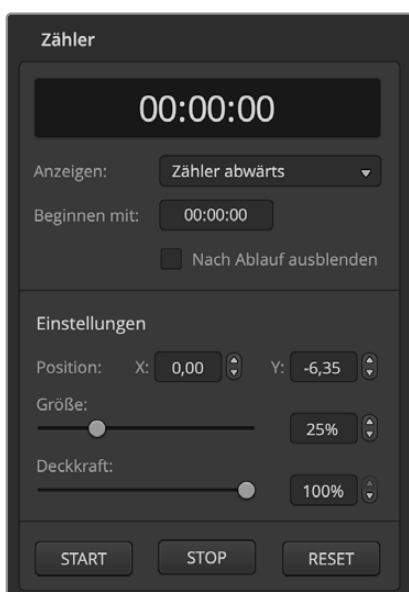 Zähler
00:00:00
Anzeigen: Zähler abwärts
Beginnen mit: 00:00:00
Nach Ablauf ausblenden
Einstellungen
Position: X: 0,00 Y: -6,35
Größe:
25%
Deckkraft:
100%
START STOP RESET